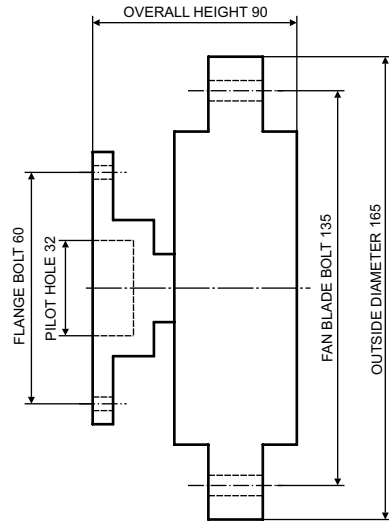 OVERALL HEIGHT 90
FLANGE BOLT 60
PILOT HOLE 32
FAN BLADE BOLT 135
OUTSIDE DIAMETER 165